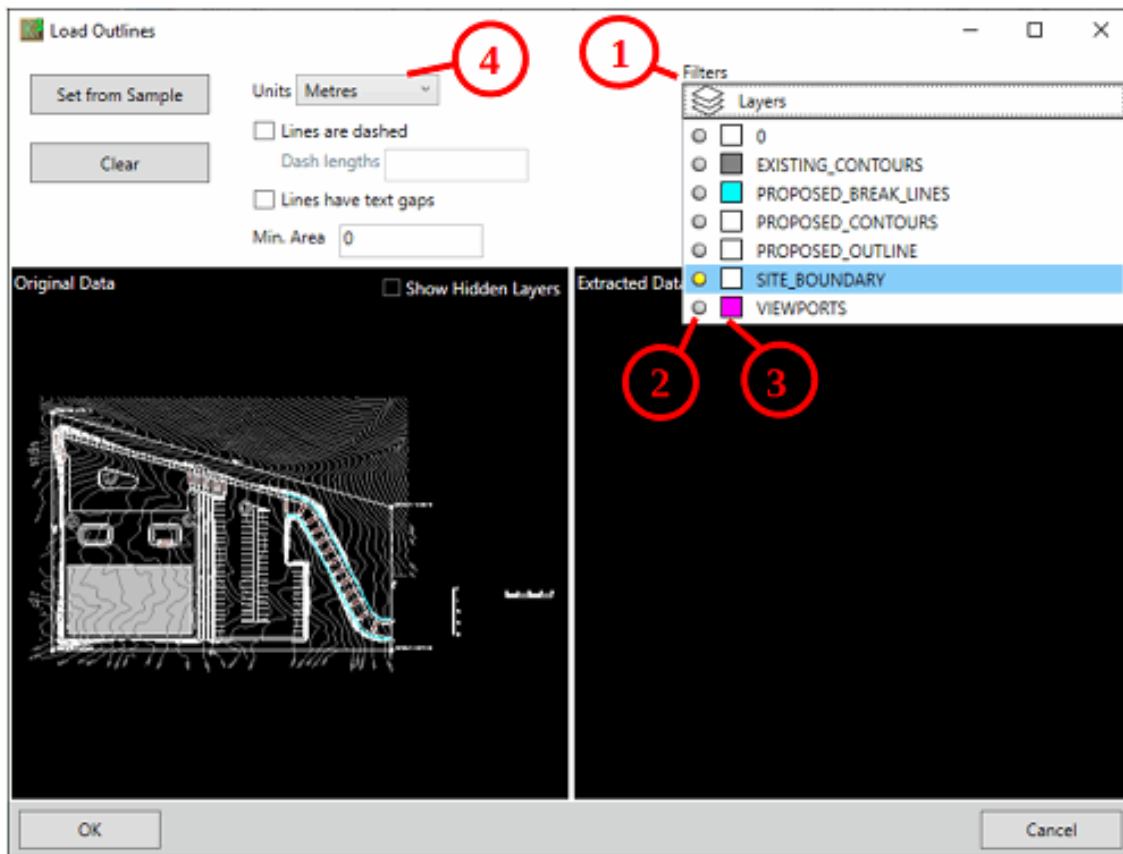 Load Outlines
4
1
Set from Sample
Units Metres
Filters
Layers
Lines are dashed
Dash lengths
Clear
Lines have text gaps
Min. Area 0
0
EXISTING_CONTOURS
PROPOSED_BREAK_LINES
PROPOSED_CONTOURS
PROPOSED_OUTLINE
SITE_BOUNDARY
VIEWPORTS
Original Data
Show Hidden Layers
Extracted Data
2
3
OK
Cancel